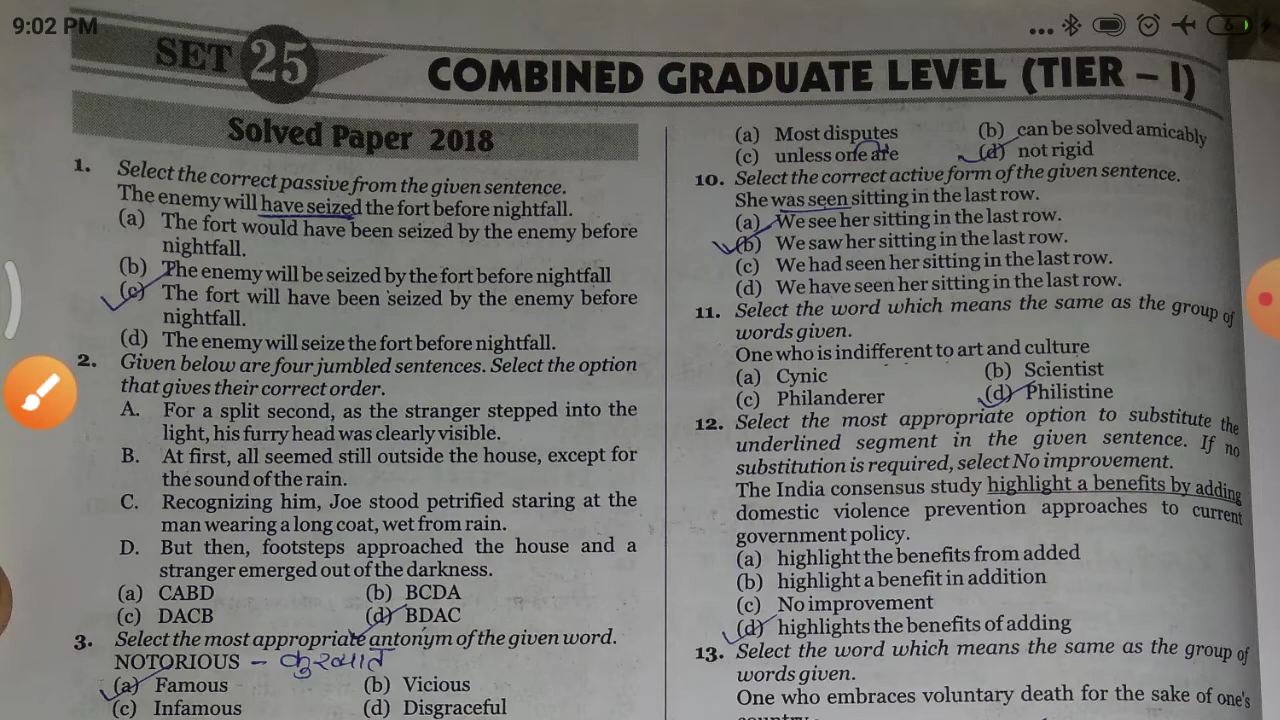 9:02 PM
6
SET 25
COMBINED GRADUATE LEVEL (TIER – I)
Solved Paper 2018
1. Select the correct passive from the given sentence.
The enemy will have seized the fort before nightfall.
(a) The fort would have been seized by the enemy before
nightfall.
(b) The enemy will be seized by the fort before nightfall
(c) The fort will have been seized by the enemy before
nightfall.
(d) The enemy will seize the fort before nightfall.
2. Given below are four jumbled sentences. Select the option
that gives their correct order.
A. For a split second, as the stranger stepped into the
light, his furry head was clearly visible.
B. At first, all seemed still outside the house, except for
the sound of the rain.
C. Recognizing him, Joe stood petrified staring at the
man wearing a long coat, wet from rain.
D. But then, footsteps approached the house and a
stranger emerged out of the darkness.
(a) CABD (b) BCDA
(c) DACB (d) BDAC
3. Select the most appropriate antonym of the given word.
NOTORIOUS – कुख्यात
(a) Famous (b) Vicious
(c) Infamous (d) Disgraceful
(a) Most disputes (b) can be solved amicably
(c) unless one are (d) not rigid
10. Select the correct active form of the given sentence.
She was seen sitting in the last row.
(a) We see her sitting in the last row.
(b) We saw her sitting in the last row.
(c) We had seen her sitting in the last row.
(d) We have seen her sitting in the last row.
11. Select the word which means the same as the group of
words given.
One who is indifferent to art and culture
(a) Cynic (b) Scientist
(c) Philanderer (d) Philistine
12. Select the most appropriate option to substitute the
underlined segment in the given sentence. If no
substitution is required, select No improvement.
The India consensus study highlight a benefits by adding
domestic violence prevention approaches to current
government policy.
(a) highlight the benefits from added
(b) highlight a benefit in addition
(c) No improvement
(d) highlights the benefits of adding
13. Select the word which means the same as the group of
words given.
One who embraces voluntary death for the sake of one's
country.